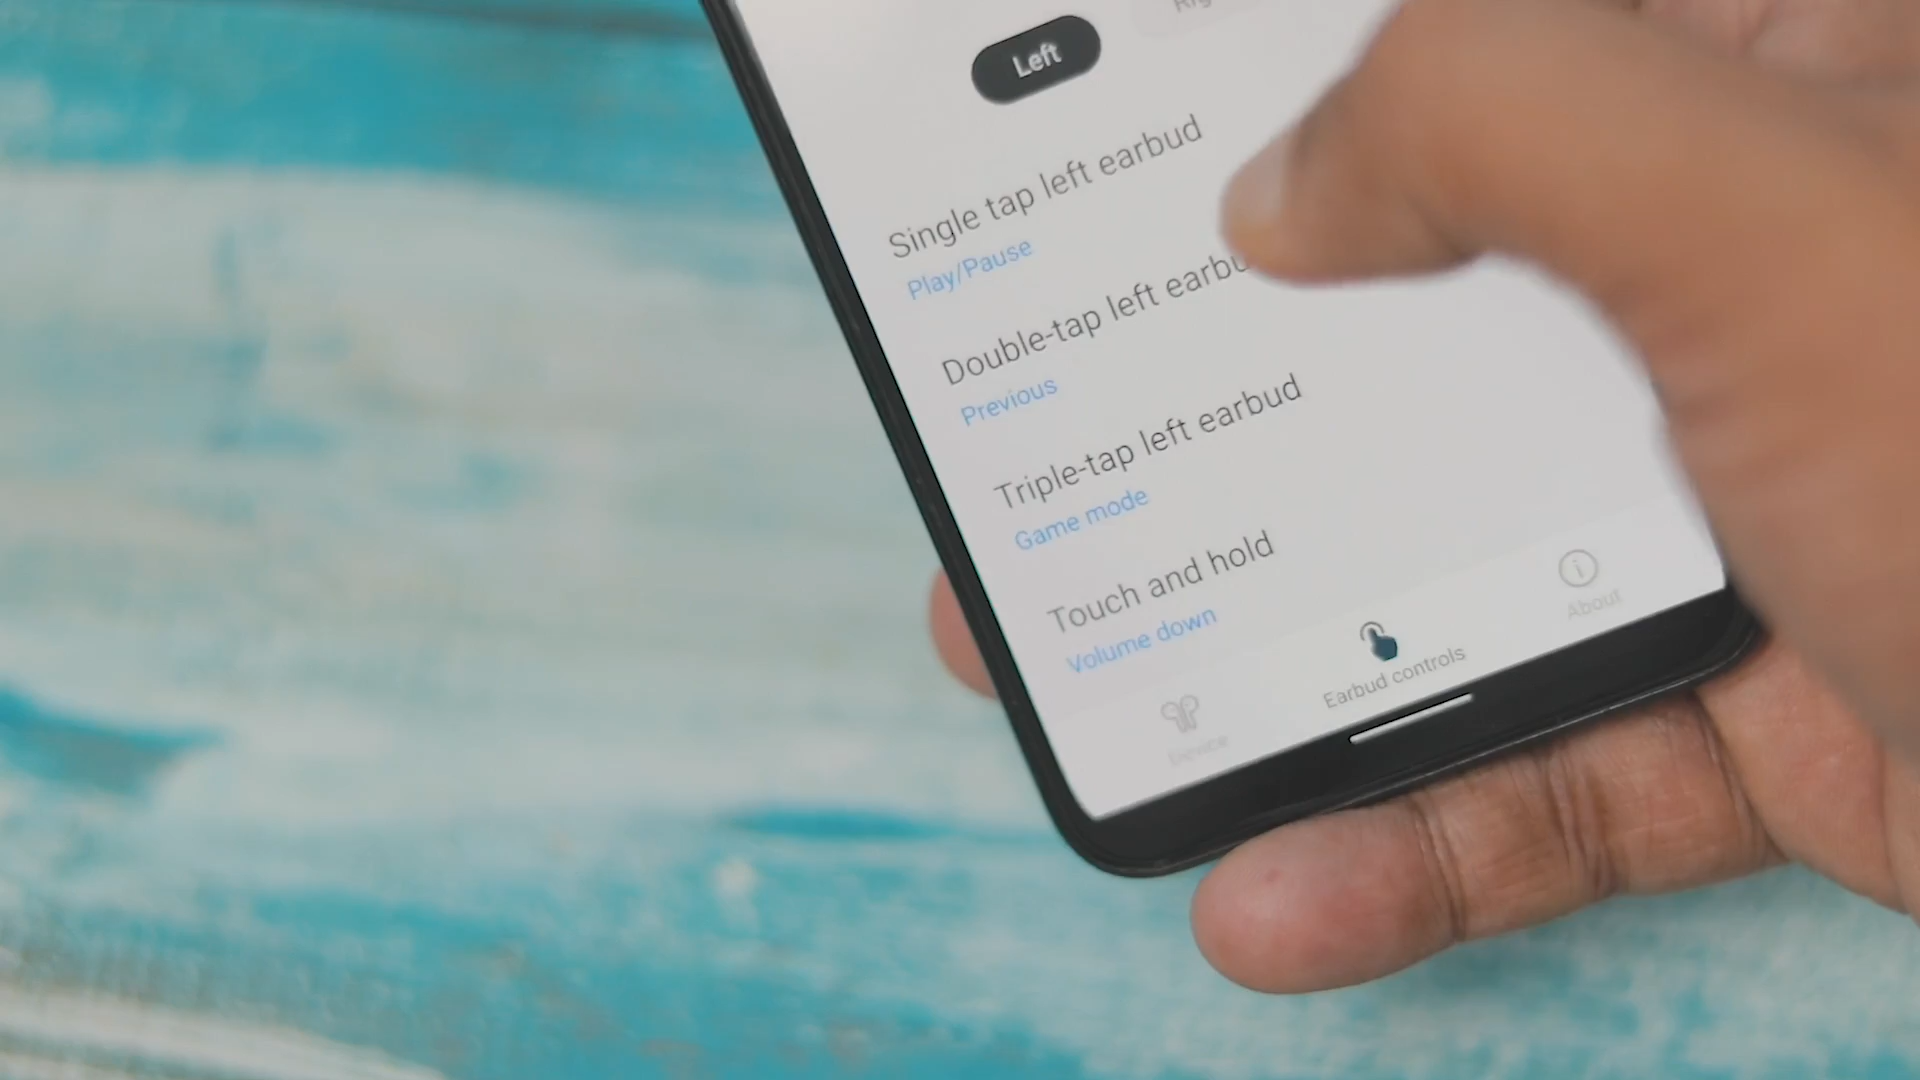 Left
Single tap left earbud
Play/Pause
Double-tap left
Previous
Triple-tap left earbud
Game mode
Touch and hold
Volume down
Device
Earbud controls
About